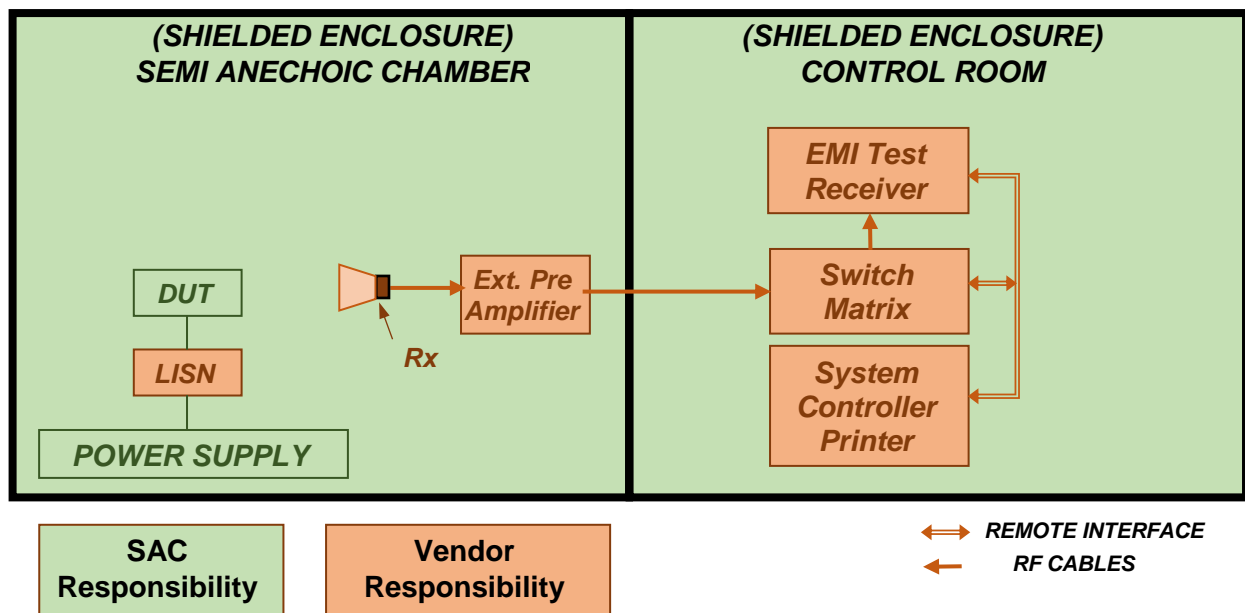 (SHIELDED ENCLOSURE)
SEMI ANECHOIC CHAMBER
(SHIELDED ENCLOSURE)
CONTROL ROOM
EMI Test
Receiver
DUT
Ext. Pre
Amplifier
Switch
Matrix
Rx
LISN
System
Controller
Printer
POWER SUPPLY
SAC
Responsibility
Vendor
Responsibility
REMOTE INTERFACE
RF CABLES